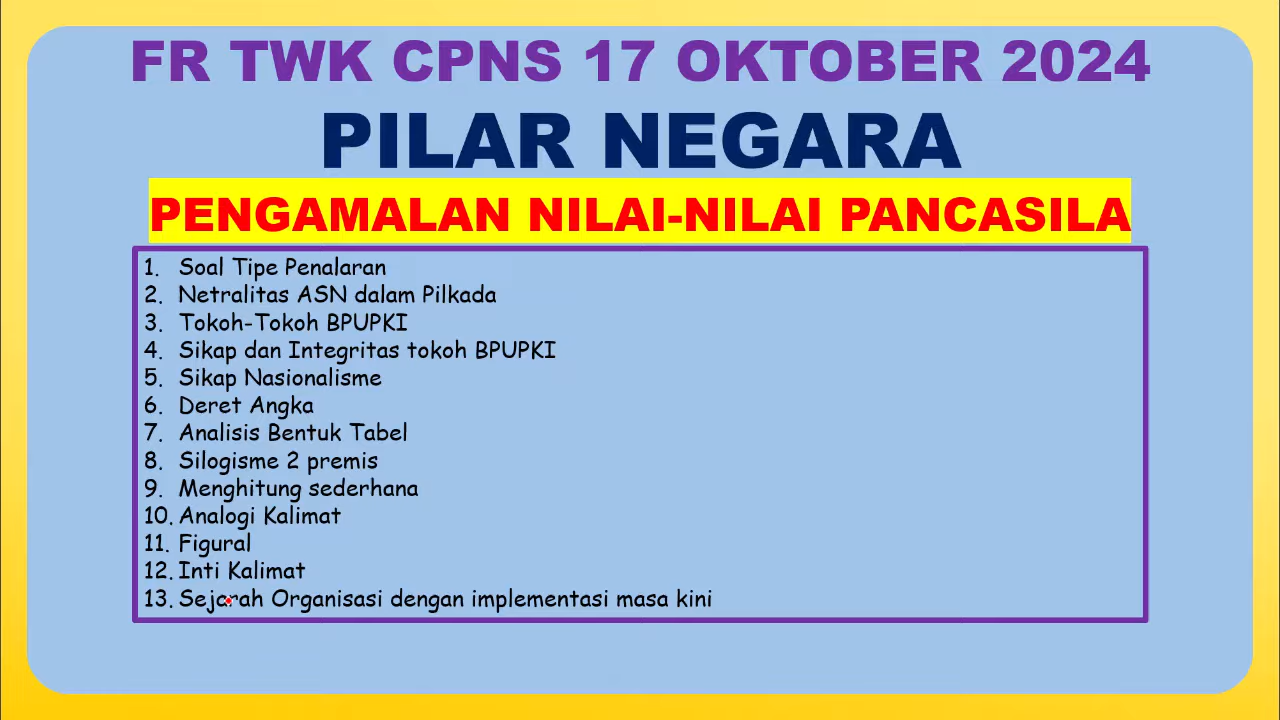 FR TWK CPNS 17 OKTOBER 2024
PILAR NEGARA
PENGAMALAN NILAI-NILAI PANCASILA
1. Soal Tipe Penalaran
2. Netralitas ASN dalam Pilkada
3. Tokoh-Tokoh BPUPKI
4. Sikap dan Integritas tokoh BPUPKI
5. Sikap Nasionalisme
6. Deret Angka
7. Analisis Bentuk Tabel
8. Silogisme 2 premis
9. Menghitung sederhana
10. Analogi Kalimat
11. Figural
12. Inti Kalimat
13. Sejarah Organisasi dengan implementasi masa kini